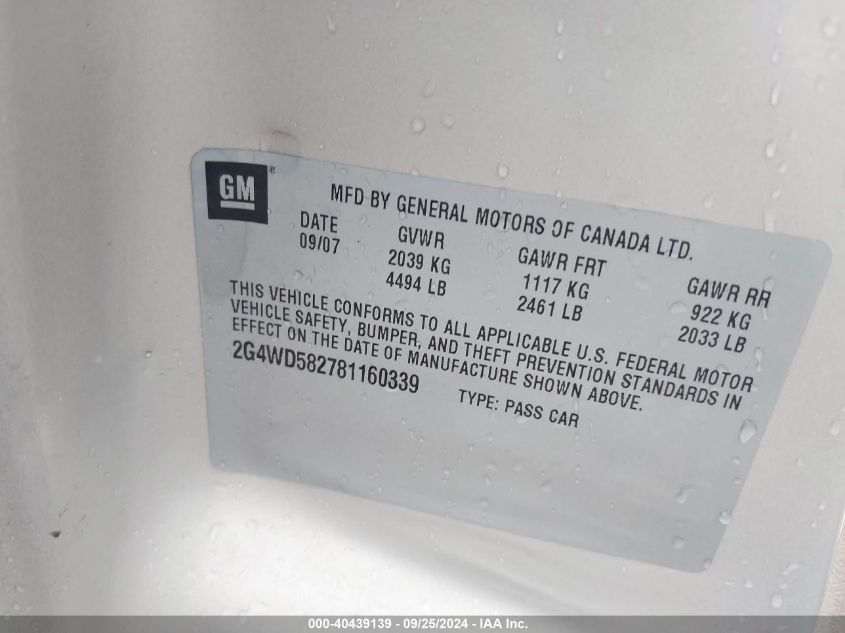 GM®
MFD BY GENERAL MOTORS OF CANADA LTD.
DATE GVWR GAWR FRT GAWR RR
09/07 2039 KG 1117 KG 922 KG
4494 LB 2461 LB 2033 LB
THIS VEHICLE CONFORMS TO ALL APPLICABLE U.S. FEDERAL MOTOR
VEHICLE SAFETY, BUMPER, AND THEFT PREVENTION STANDARDS IN
EFFECT ON THE DATE OF MANUFACTURE SHOWN ABOVE.
2G4WD582781160339 TYPE: PASS CAR
000-40439139 - 09/25/2024 - IAA Inc.